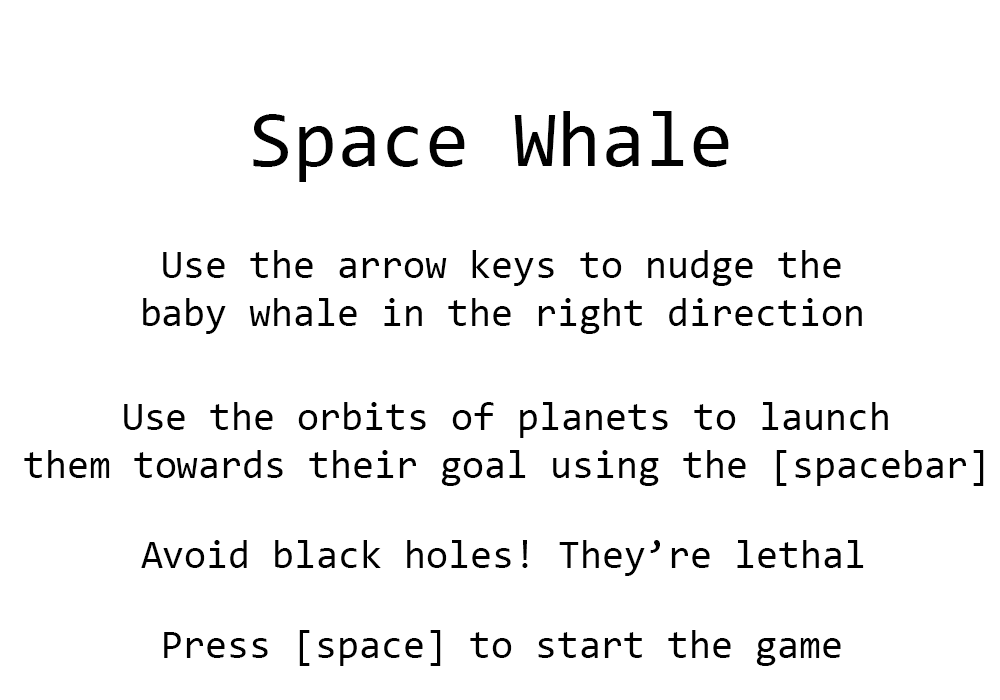 Space Whale
Use the arrow keys to nudge the
baby whale in the right direction
Use the orbits of planets to launch
them towards their goal using the [spacebar]
Avoid black holes! They’re lethal
Press [space] to start the game